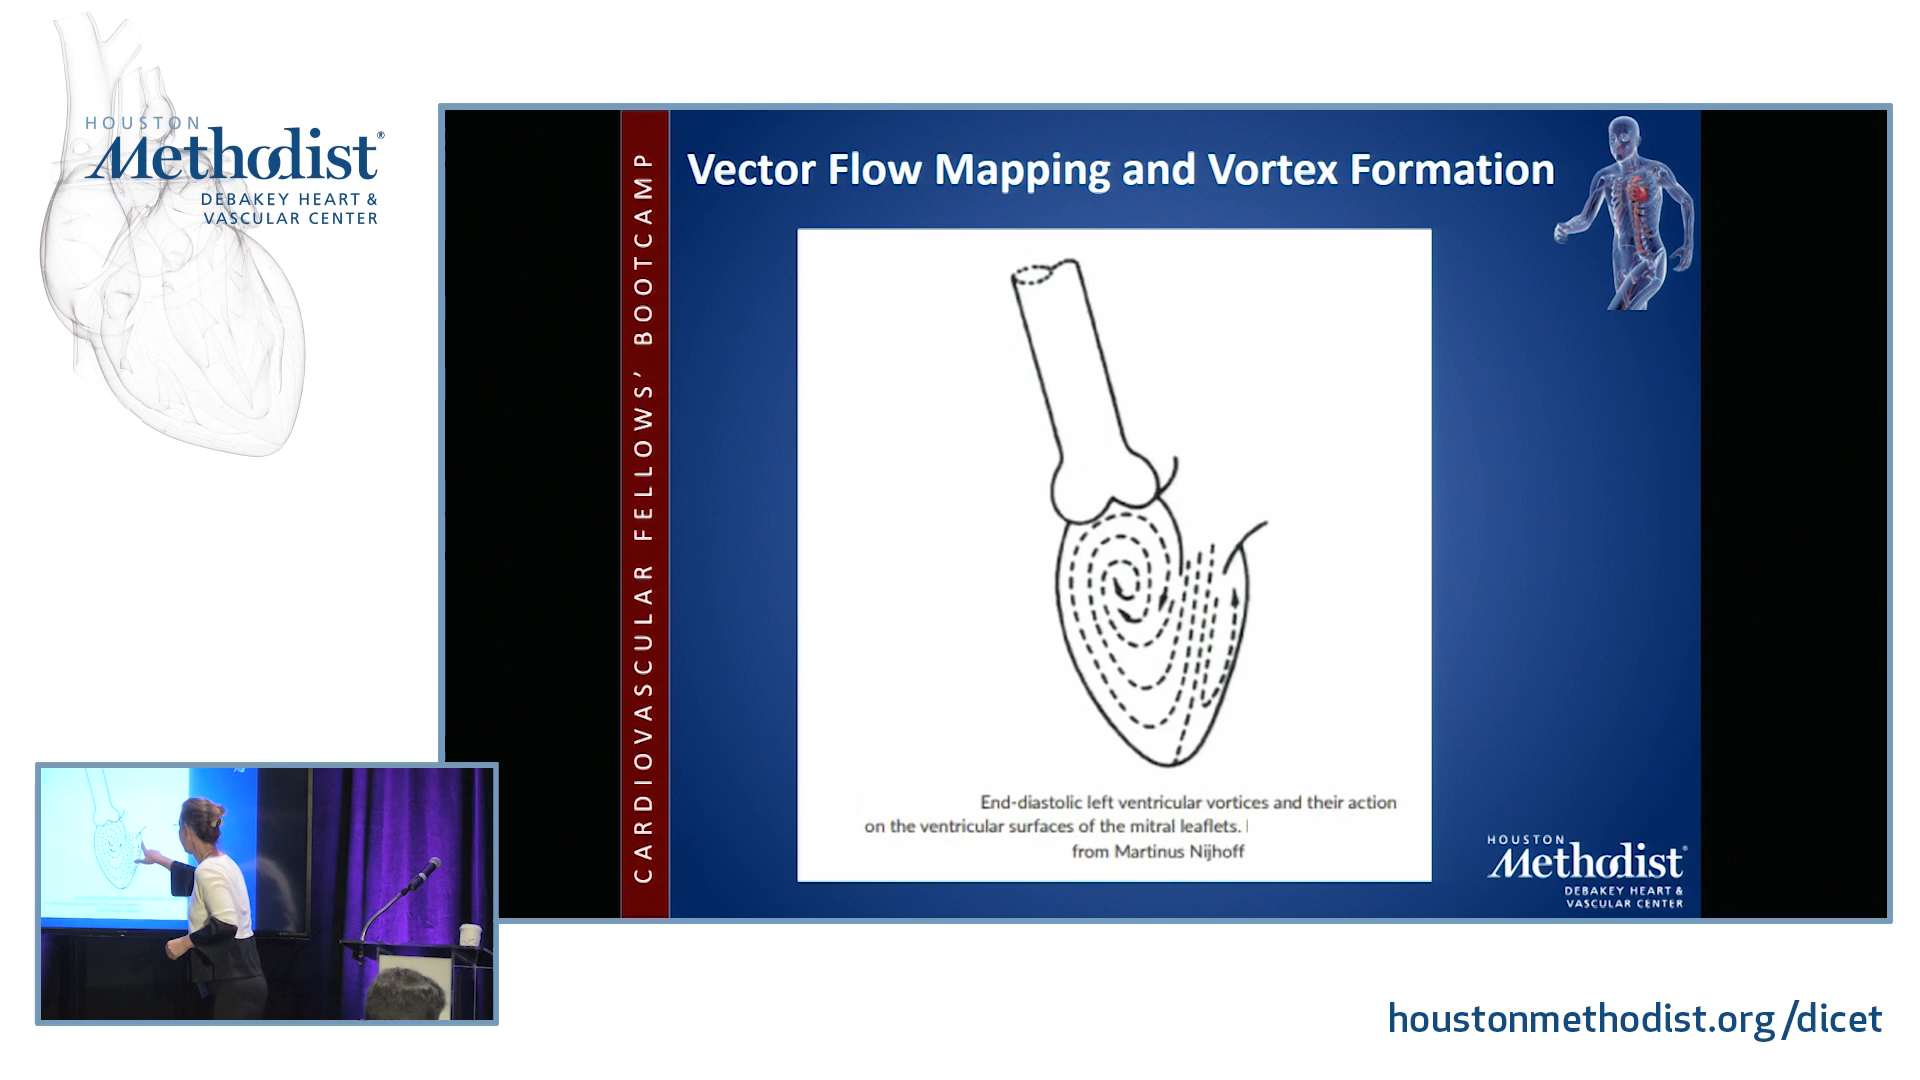 HOUSTON
Methodist®
DEBAKEY HEART &
VASCULAR CENTER
CARDIOVASCULAR FELLOWS' BOOTCAMP
Vector Flow Mapping and Vortex Formation
End-diastolic left ventricular vortices and their action
on the ventricular surfaces of the mitral leaflets.
from Martinus Nijhoff
HOUSTON
Methodist®
DEBAKEY HEART &
VASCULAR CENTER
houstonmethodist.org/dicet